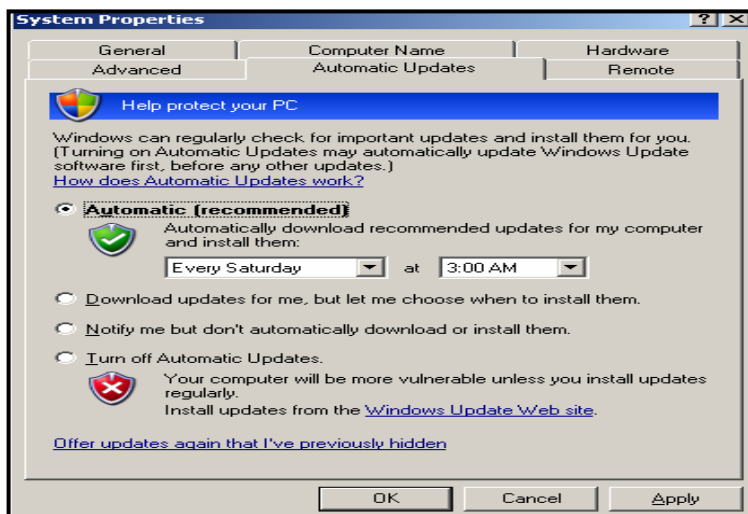 System Properties
General Computer Name Hardware
Advanced Automatic Updates Remote
Help protect your PC
Windows can regularly check for important updates and install them for you.
(Turning on Automatic Updates may automatically update Windows Update
software first, before any other updates.)
How does Automatic Updates work?
Automatic (recommended)
Automatically download recommended updates for my computer
and install them:
Every Saturday at 3:00 AM
Download updates for me, but let me choose when to install them.
Notify me but don't automatically download or install them.
Turn off Automatic Updates.
Your computer will be more vulnerable unless you install updates
regularly.
Install updates from the Windows Update Web site.
Offer updates again that I've previously hidden
OK Cancel Apply